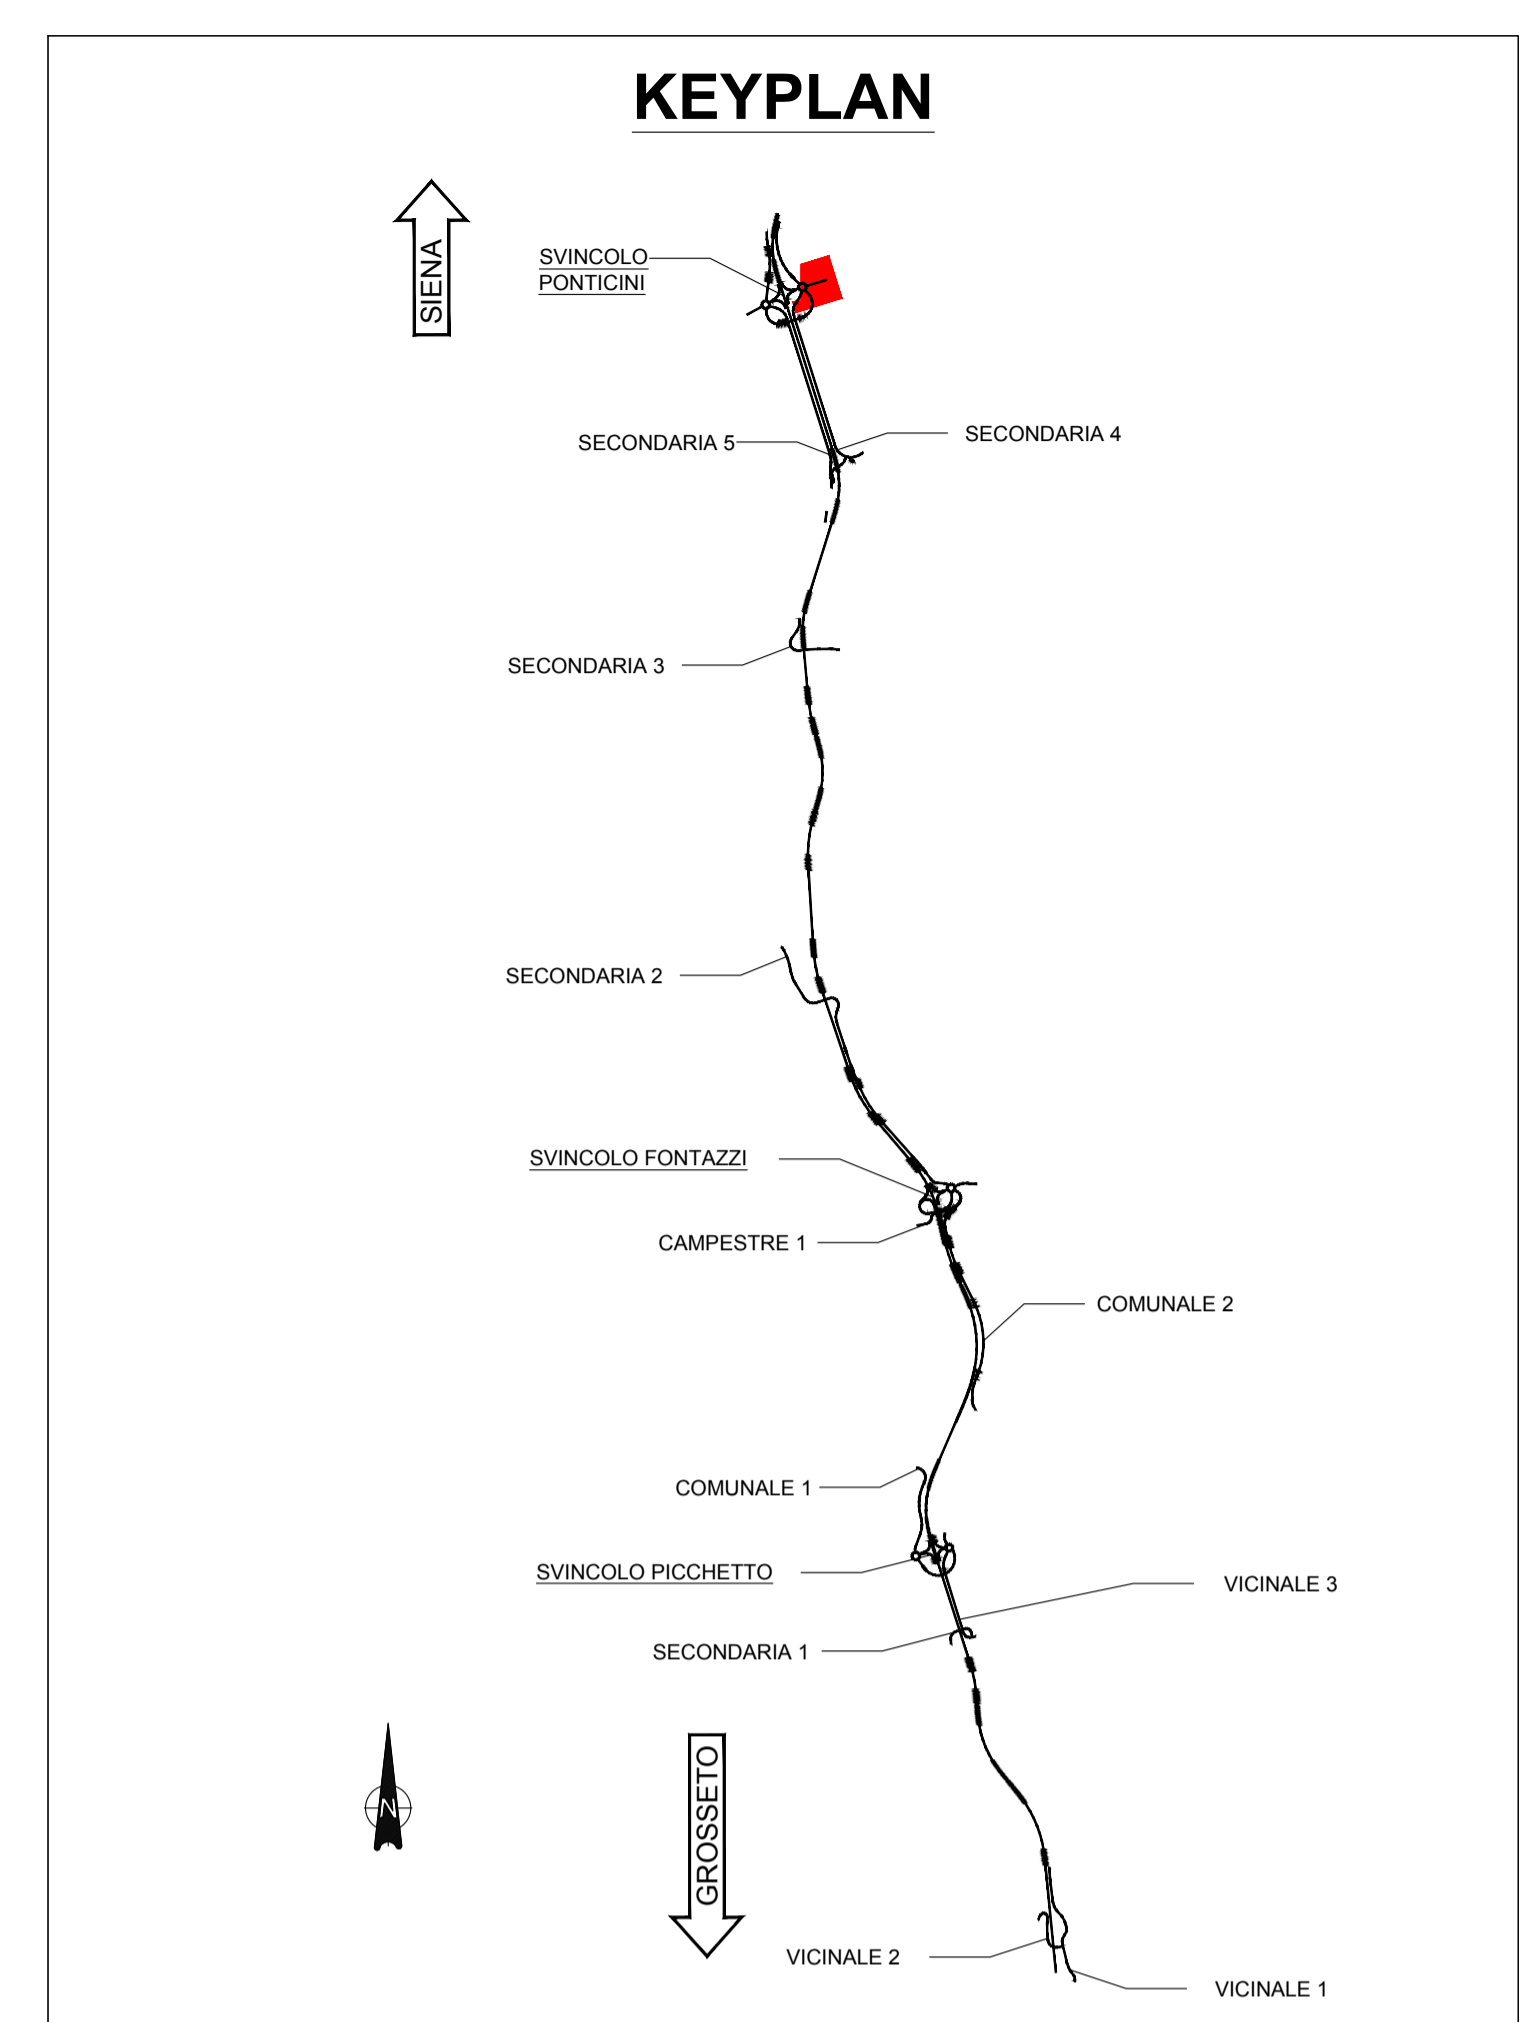 KEYPLAN
SIENA
SVINCOLO
PONTICINI
SECONDARIA 4
SECONDARIA 5
SECONDARIA 3
SECONDARIA 2
SVINCOLO FONTAZZI
CAMPESTRE 1
COMUNALE 2
COMUNALE 1
SVINCOLO PICCHETTO
VICINALE 3
SECONDARIA 1
GROSSETO
N
VICINALE 2
VICINALE 1